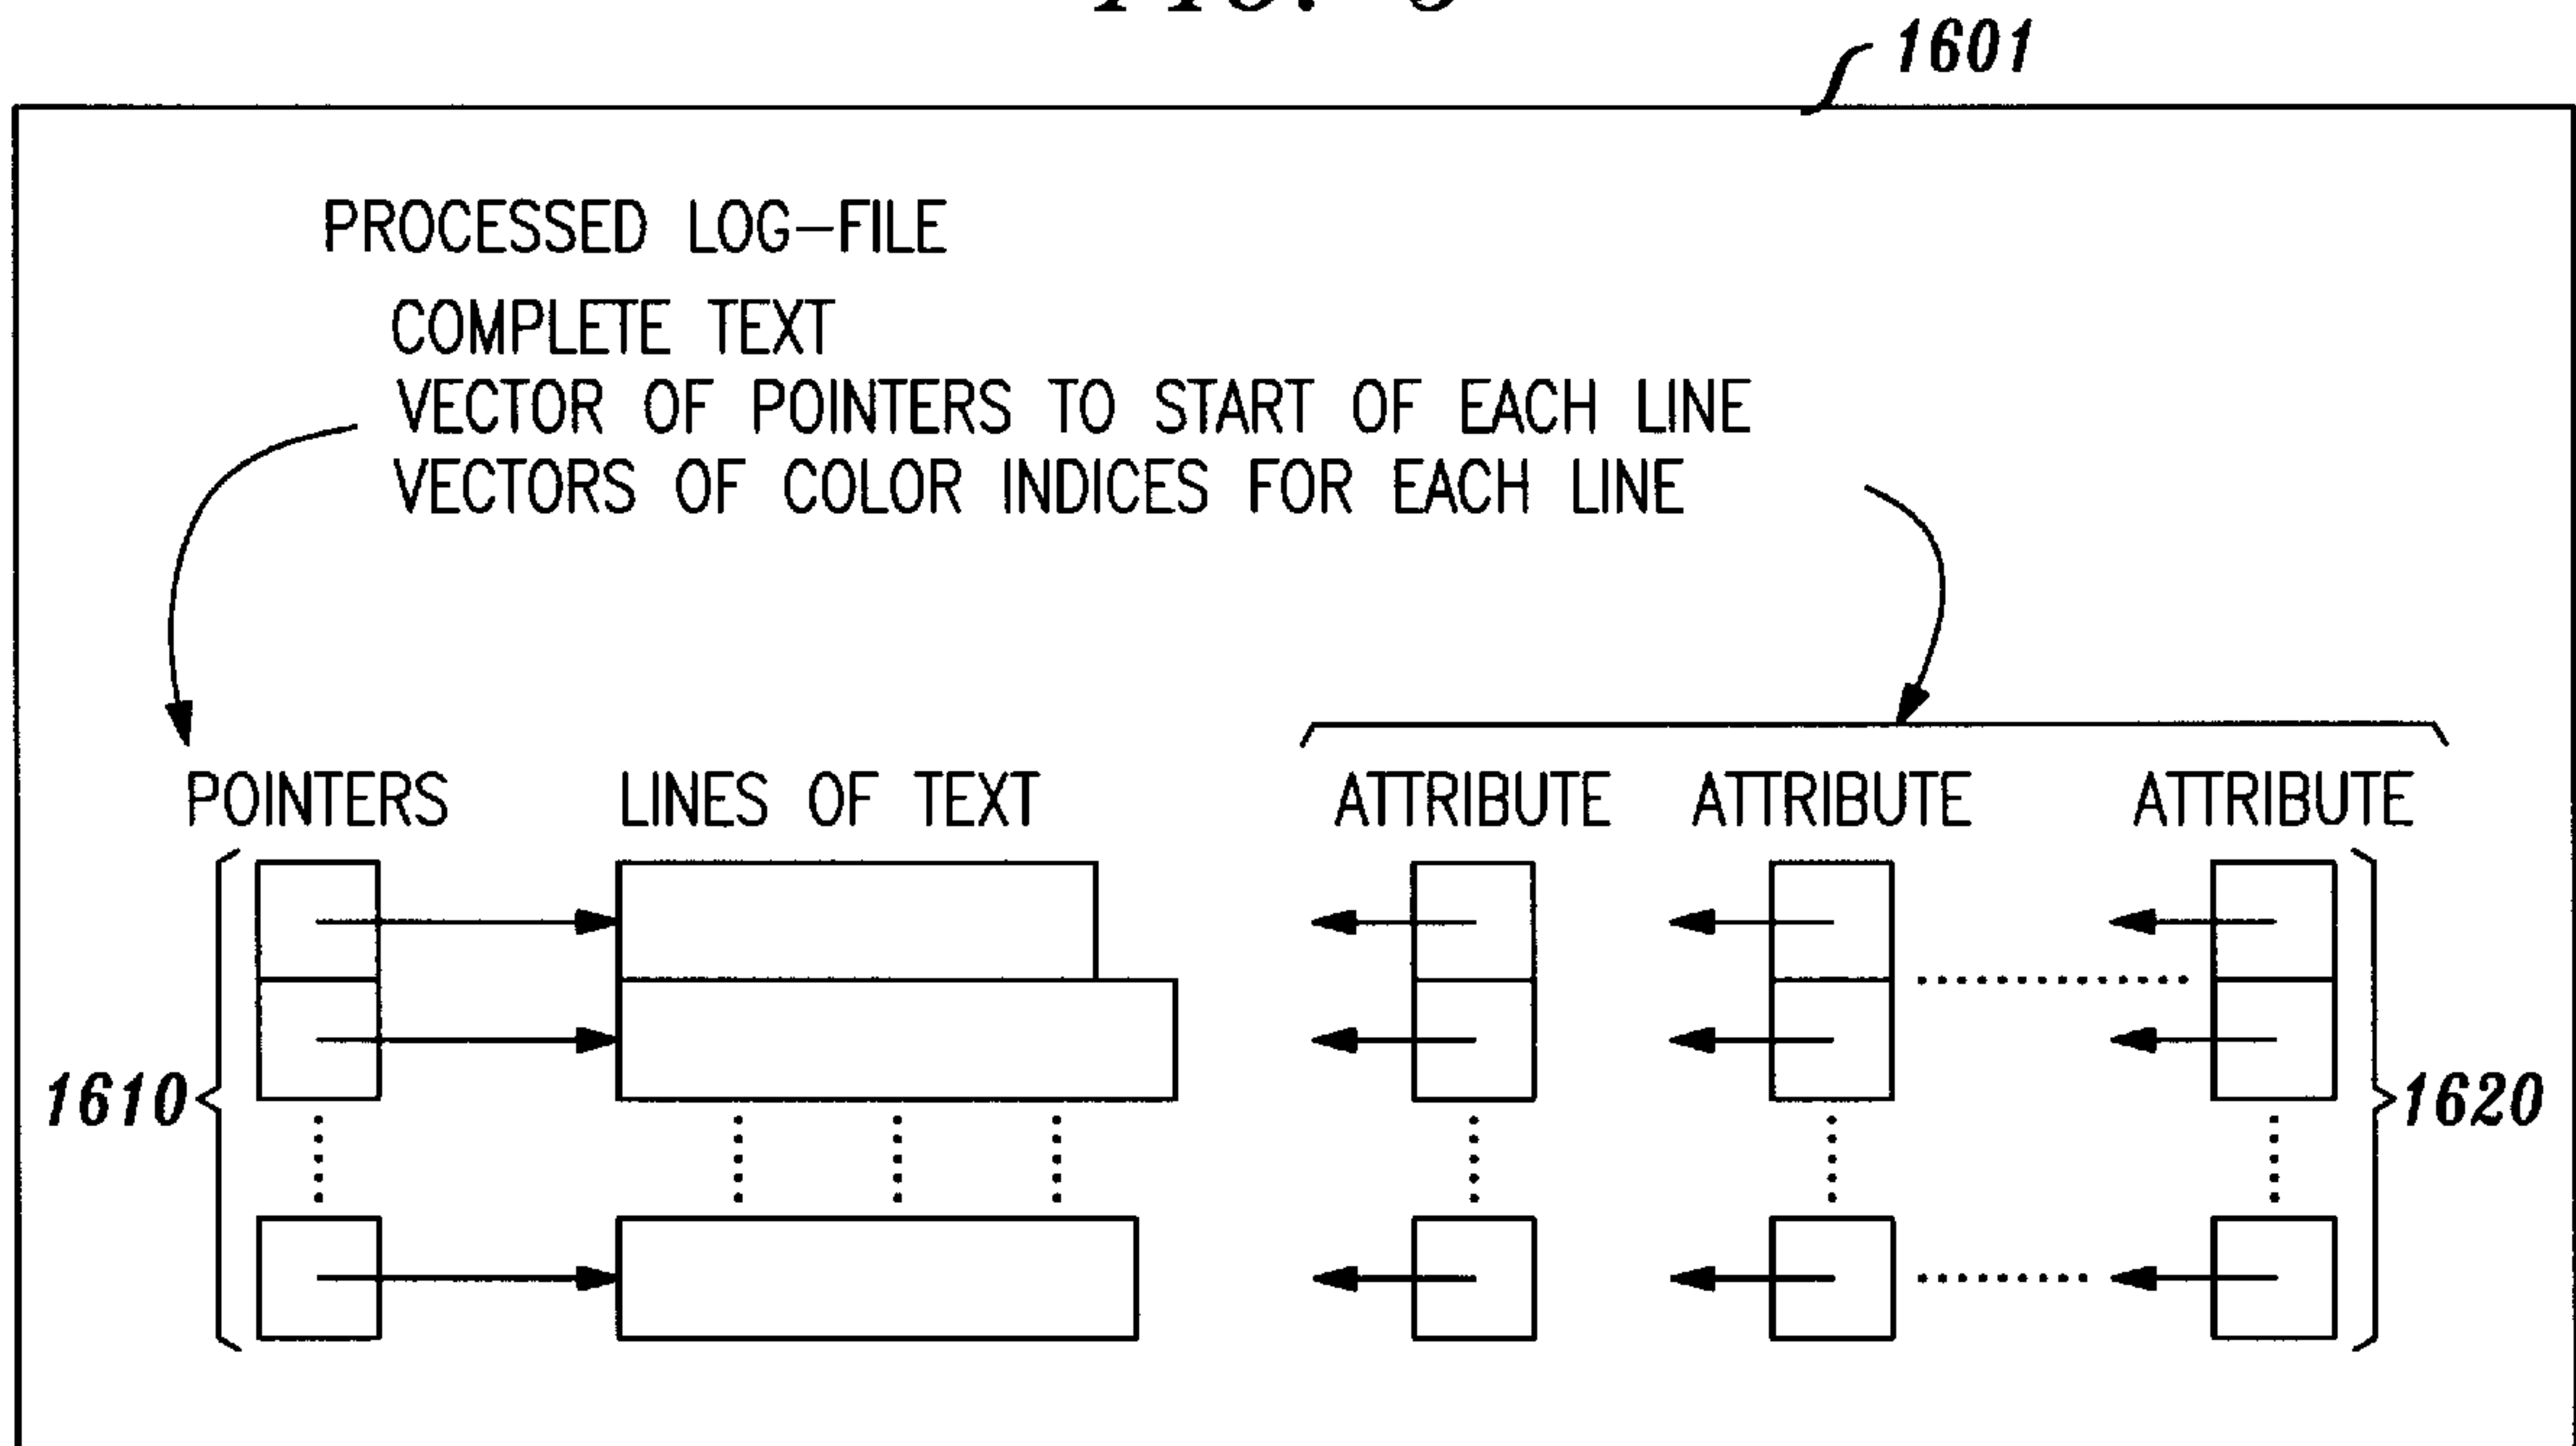 1601
PROCESSED LOG-FILE
COMPLETE TEXT
VECTOR OF POINTERS TO START OF EACH LINE
VECTORS OF COLOR INDICES FOR EACH LINE
POINTERS LINES OF TEXT ATTRIBUTE ATTRIBUTE ATTRIBUTE
1610 1620